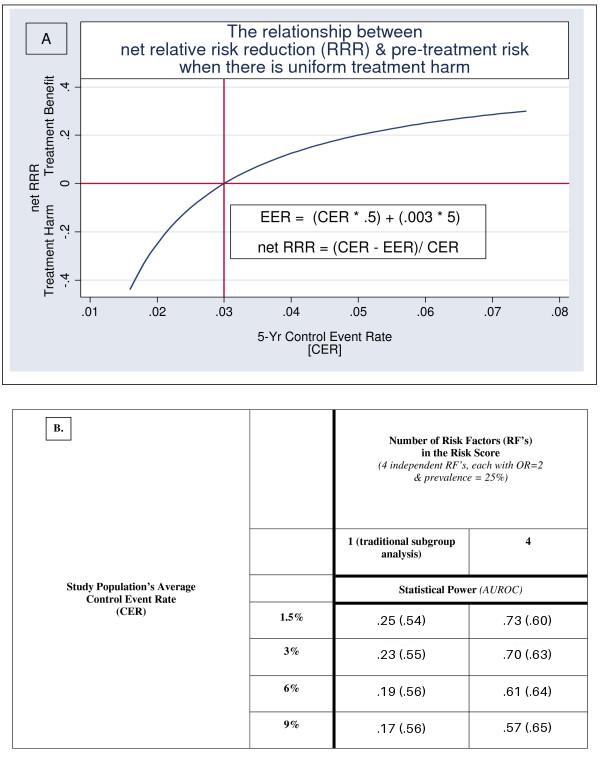 A
The relationship between
net relative risk reduction (RRR) & pre-treatment risk
when there is uniform treatment harm
net RRR
Treatment Harm Treatment Benefit
.4
.2
0
-.2
-.4
EER = (CER * .5) + (.003 * 5)
net RRR = (CER - EER)/ CER
.01 .02 .03 .04 .05 .06 .07 .08
5-Yr Control Event Rate
[CER]
B.
Number of Risk Factors (RF's)
in the Risk Score
(4 independent RF's, each with OR=2
& prevalence = 25%)
1 (traditional subgroup
analysis)
4
Study Population's Average
Control Event Rate
(CER)
Statistical Power (AUROC)
1.5% .25 (.54) .73 (.60)
3% .23 (.55) .70 (.63)
6% .19 (.56) .61 (.64)
9% .17 (.56) .57 (.65)